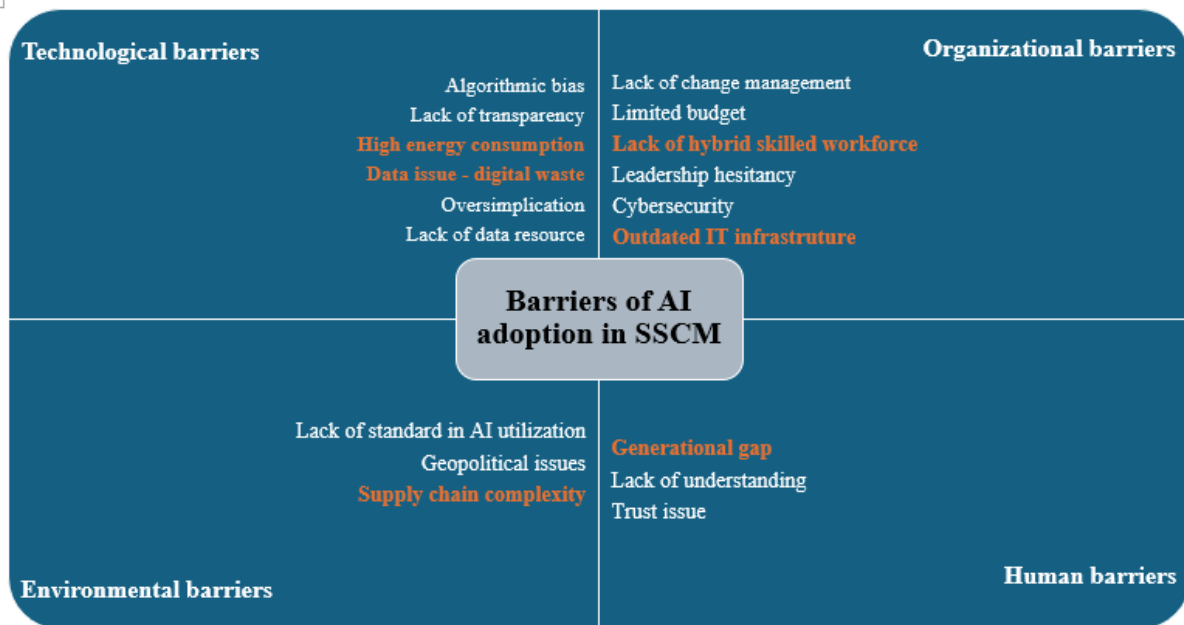 Technological barriers
Algorithmic bias
Lack of transparency
High energy consumption
Data issue - digital waste
Oversimplication
Lack of data resource
Organizational barriers
Lack of change management
Limited budget
Lack of hybrid skilled workforce
Leadership hesitancy
Cybersecurity
Outdated IT infrastruture
Barriers of AI
adoption in SSCM
Lack of standard in AI utilization
Geopolitical issues
Supply chain complexity
Environmental barriers
Generational gap
Lack of understanding
Trust issue
Human barriers